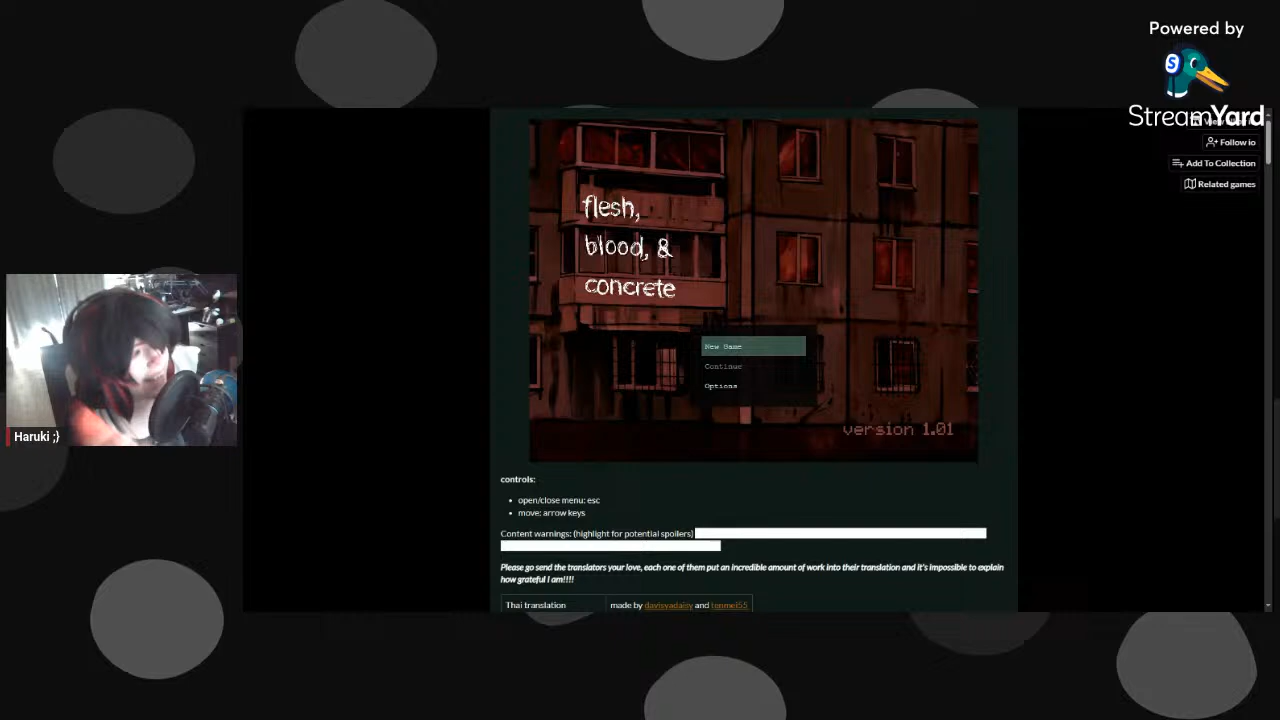 Powered by
StreamYard
Follow io
Add To Collection
Related games
flesh,
blood, &
concrete
New Game
Continue
Options
version 1.01
Haruki ;}
controls:
open/close menu: esc
move: arrow keys
Content warnings: (highlight for potential spoilers)
Please go send the translators your love, each one of them put an incredible amount of work into their translation and it's impossible to explain
how grateful I am!!!!
Thai translation made by davisyadaisy and tonmei55